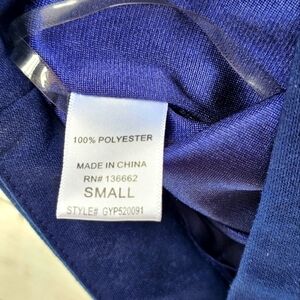 100% POLYESTER
MADE IN CHINA
RN# 136662
SMALL
STYLE# GYP520091